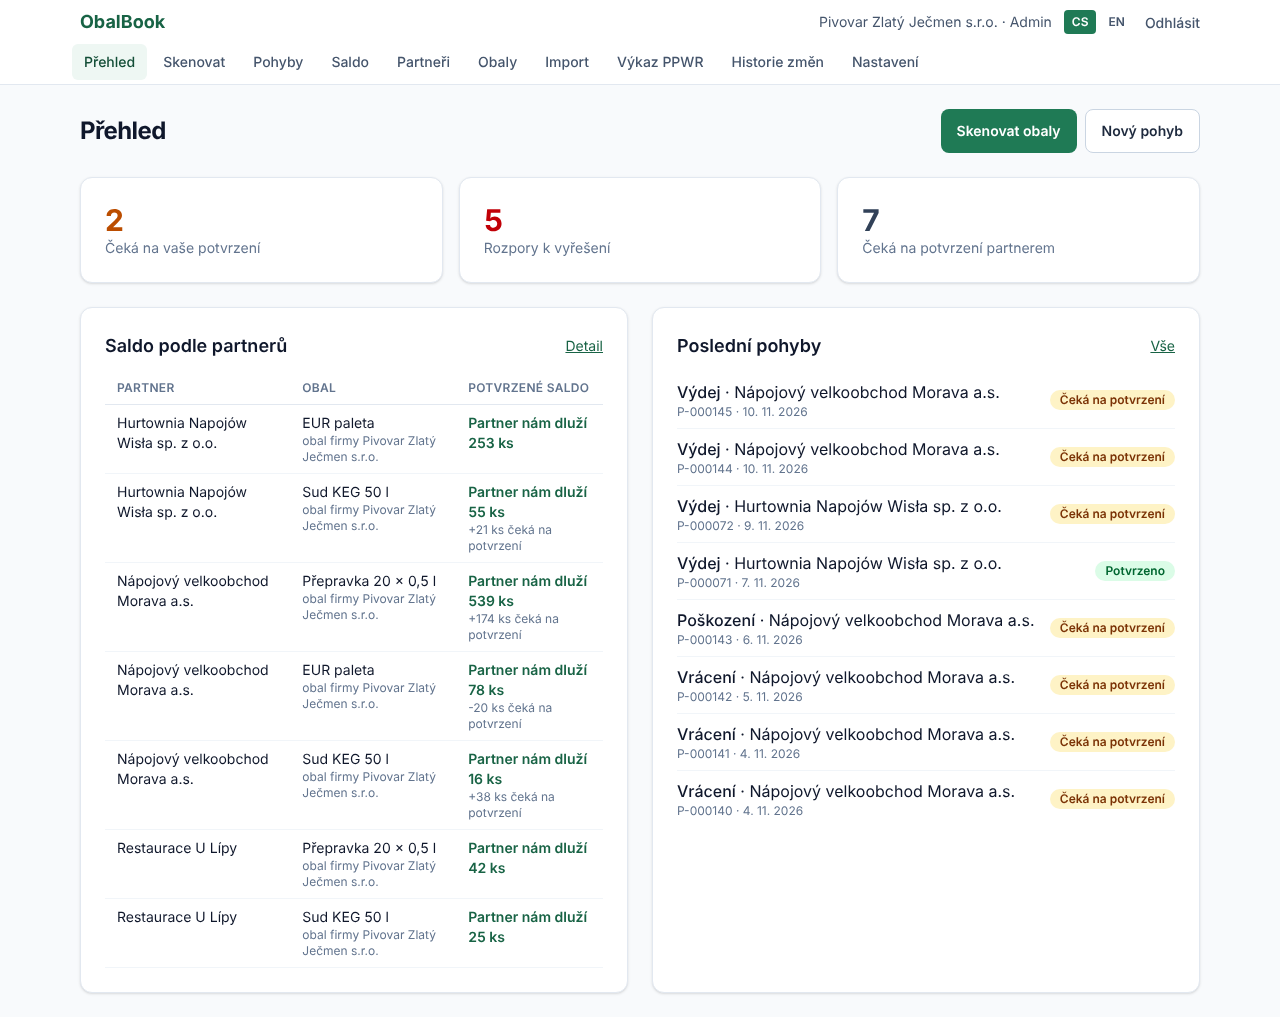 ObalBook
Pivovar Zlatý Ječmen s.r.o. · Admin
CS
EN
Odhlásit
Přehled
Skenovat
Pohyby
Saldo
Partneři
Obaly
Import
Výkaz PPWR
Historie změn
Nastavení
Přehled
Skenovat obaly
Nový pohyb
2
Čeká na vaše potvrzení
5
Rozpory k vyřešení
7
Čeká na potvrzení partnerem
Saldo podle partnerů
Detail
PARTNER
OBAL
POTVRZENÉ SALDO
Hurtownia Napojów
Wisła sp. z o.o.
EUR paleta
obal firmy Pivovar Zlatý
Ječmen s.r.o.
Partner nám dluží
253 ks
Hurtownia Napojów
Wisła sp. z o.o.
Sud KEG 50 l
obal firmy Pivovar Zlatý
Ječmen s.r.o.
Partner nám dluží
55 ks
+21 ks čeká na
potvrzení
Nápojový velkoobchod
Morava a.s.
Přepravka 20 × 0,5 l
obal firmy Pivovar Zlatý
Ječmen s.r.o.
Partner nám dluží
539 ks
+174 ks čeká na
potvrzení
Nápojový velkoobchod
Morava a.s.
EUR paleta
obal firmy Pivovar Zlatý
Ječmen s.r.o.
Partner nám dluží
78 ks
-20 ks čeká na
potvrzení
Nápojový velkoobchod
Morava a.s.
Sud KEG 50 l
obal firmy Pivovar Zlatý
Ječmen s.r.o.
Partner nám dluží
16 ks
+38 ks čeká na
potvrzení
Restaurace U Lípy
Přepravka 20 × 0,5 l
obal firmy Pivovar Zlatý
Ječmen s.r.o.
Partner nám dluží
42 ks
Restaurace U Lípy
Sud KEG 50 l
obal firmy Pivovar Zlatý
Ječmen s.r.o.
Partner nám dluží
25 ks
Poslední pohyby
Vše
Výdej · Nápojový velkoobchod Morava a.s.
P-000145 · 10. 11. 2026
Čeká na potvrzení
Výdej · Nápojový velkoobchod Morava a.s.
P-000144 · 10. 11. 2026
Čeká na potvrzení
Výdej · Hurtownia Napojów Wisła sp. z o.o.
P-000072 · 9. 11. 2026
Čeká na potvrzení
Výdej · Hurtownia Napojów Wisła sp. z o.o.
P-000071 · 7. 11. 2026
Potvrzeno
Poškození · Nápojový velkoobchod Morava a.s.
P-000143 · 6. 11. 2026
Čeká na potvrzení
Vrácení · Nápojový velkoobchod Morava a.s.
P-000142 · 5. 11. 2026
Čeká na potvrzení
Vrácení · Nápojový velkoobchod Morava a.s.
P-000141 · 4. 11. 2026
Čeká na potvrzení
Vrácení · Nápojový velkoobchod Morava a.s.
P-000140 · 4. 11. 2026
Čeká na potvrzení